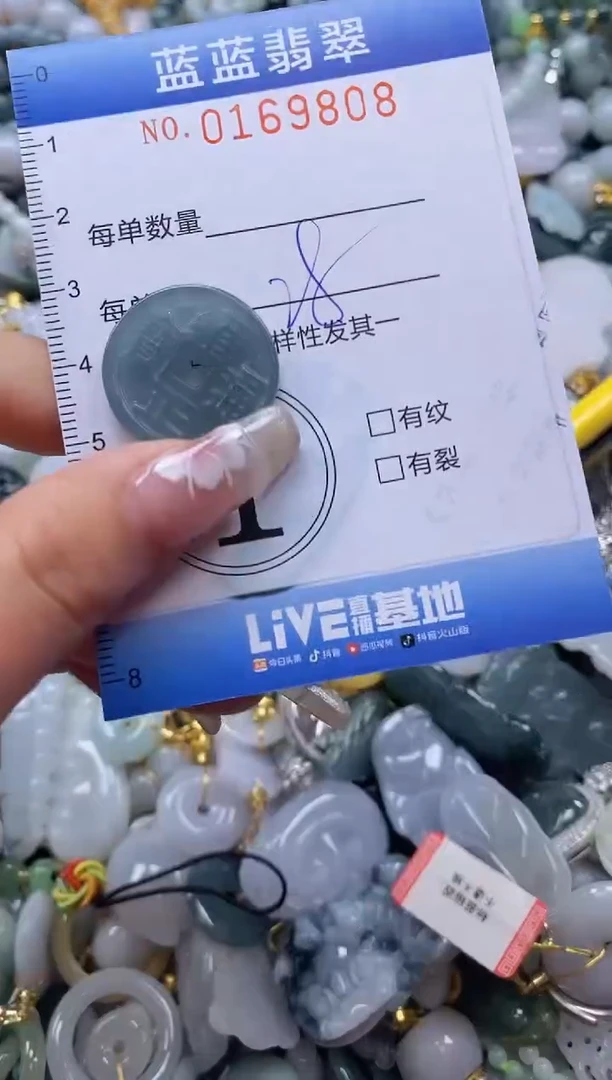 蓝蓝翡翠
NO. 0169808
0
1
2
3
4
5
8
每单数量
每单
样性发其一
1
有纹
有裂
LIVE直播基地
今日头条 抖音 西瓜视频 抖音火山版